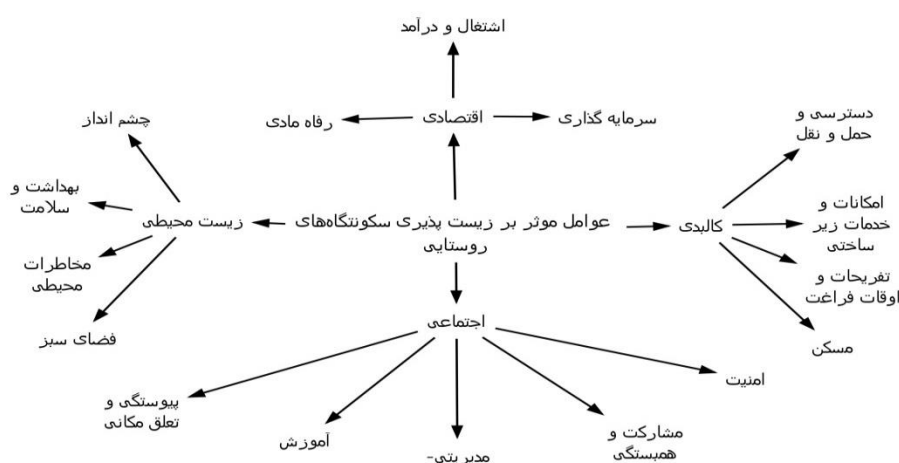 اشتغال و درآمد
رفاه مادی
اقتصادی
سرمایه گذاری
چشم انداز
بهداشت و
سلامت
زیست محیطی
مخاطرات
محیطی
فضای سبز
عوامل موثر بر زیست پذیری سکونتگاه‌های
روستایی
کالبدی
دسترسی و
حمل و نقل
امکانات و
خدمات زیر
ساختی
تفریحات و
اوقات فراغت
مسکن
اجتماعی
امنیت
مشارکت و
همبستگی
مدیریتی-
آموزش
پیوستگی و
تعلق مکانی